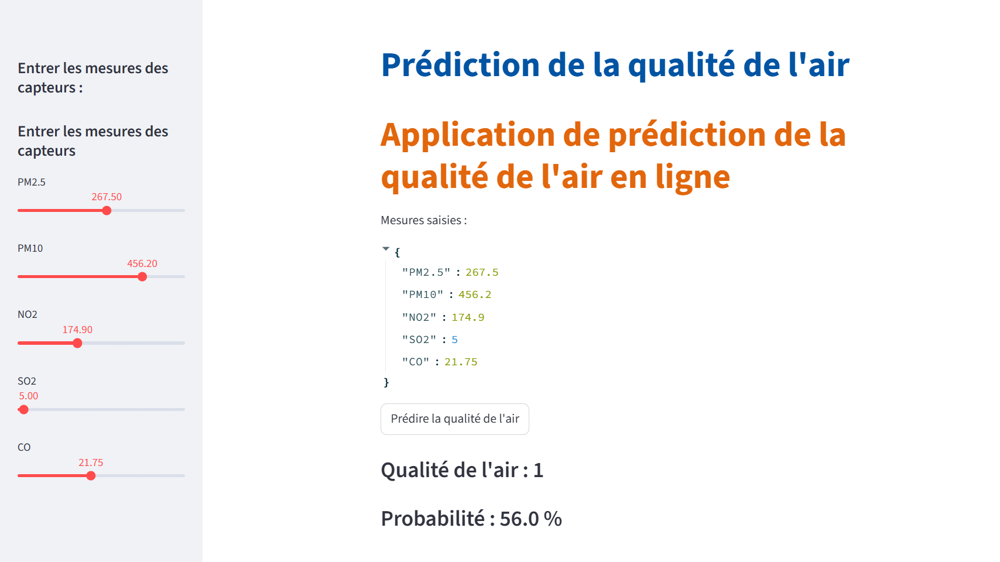 Entrer les mesures des
capteurs :
Entrer les mesures des
capteurs
PM2.5
267.50
PM10
456.20
NO2
174.90
SO2
5.00
CO
21.75
Prédiction de la qualité de l'air
Application de prédiction de la
qualité de l'air en ligne
Mesures saisies :
{
"PM2.5" : 267.5
"PM10" : 456.2
"NO2" : 174.9
"SO2" : 5
"CO" : 21.75
}
Prédire la qualité de l'air
Qualité de l'air : 1
Probabilité : 56.0 %